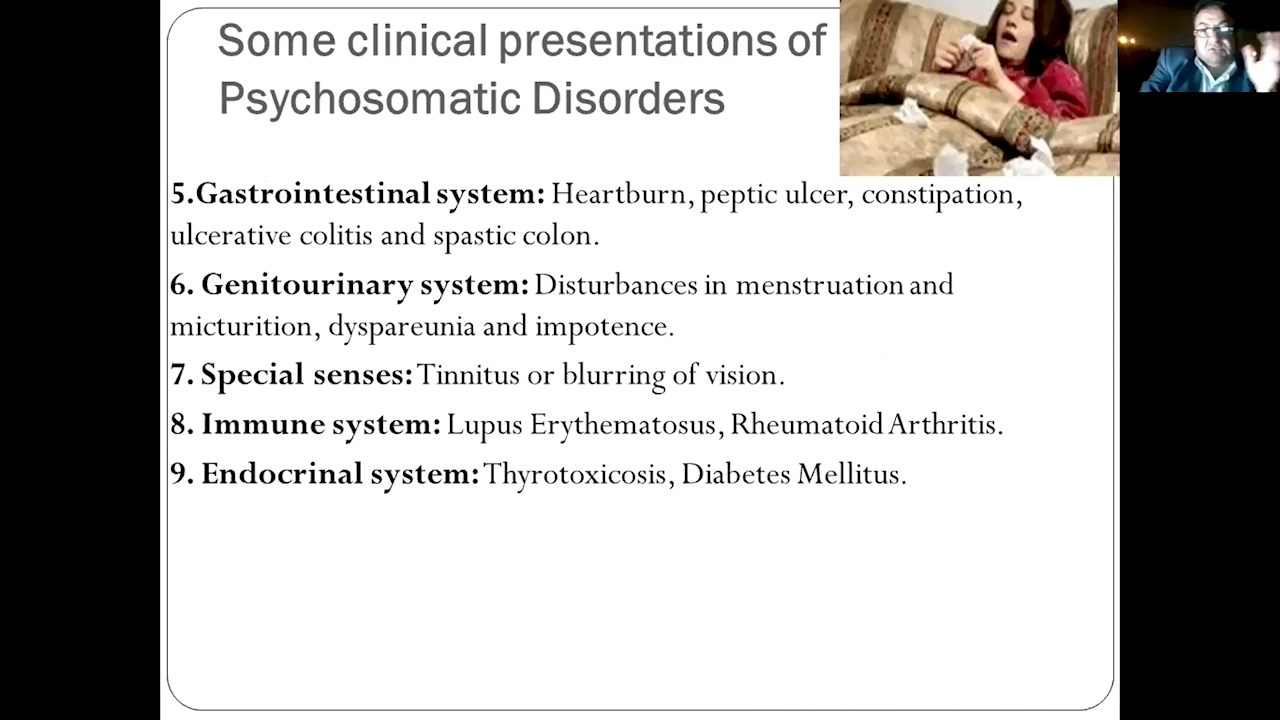 Some clinical presentations of
Psychosomatic Disorders
5.Gastrointestinal system: Heartburn, peptic ulcer, constipation,
ulcerative colitis and spastic colon.
6. Genitourinary system: Disturbances in menstruation and
micturition, dyspareunia and impotence.
7. Special senses: Tinnitus or blurring of vision.
8. Immune system: Lupus Erythematosus, Rheumatoid Arthritis.
9. Endocrinal system: Thyrotoxicosis, Diabetes Mellitus.